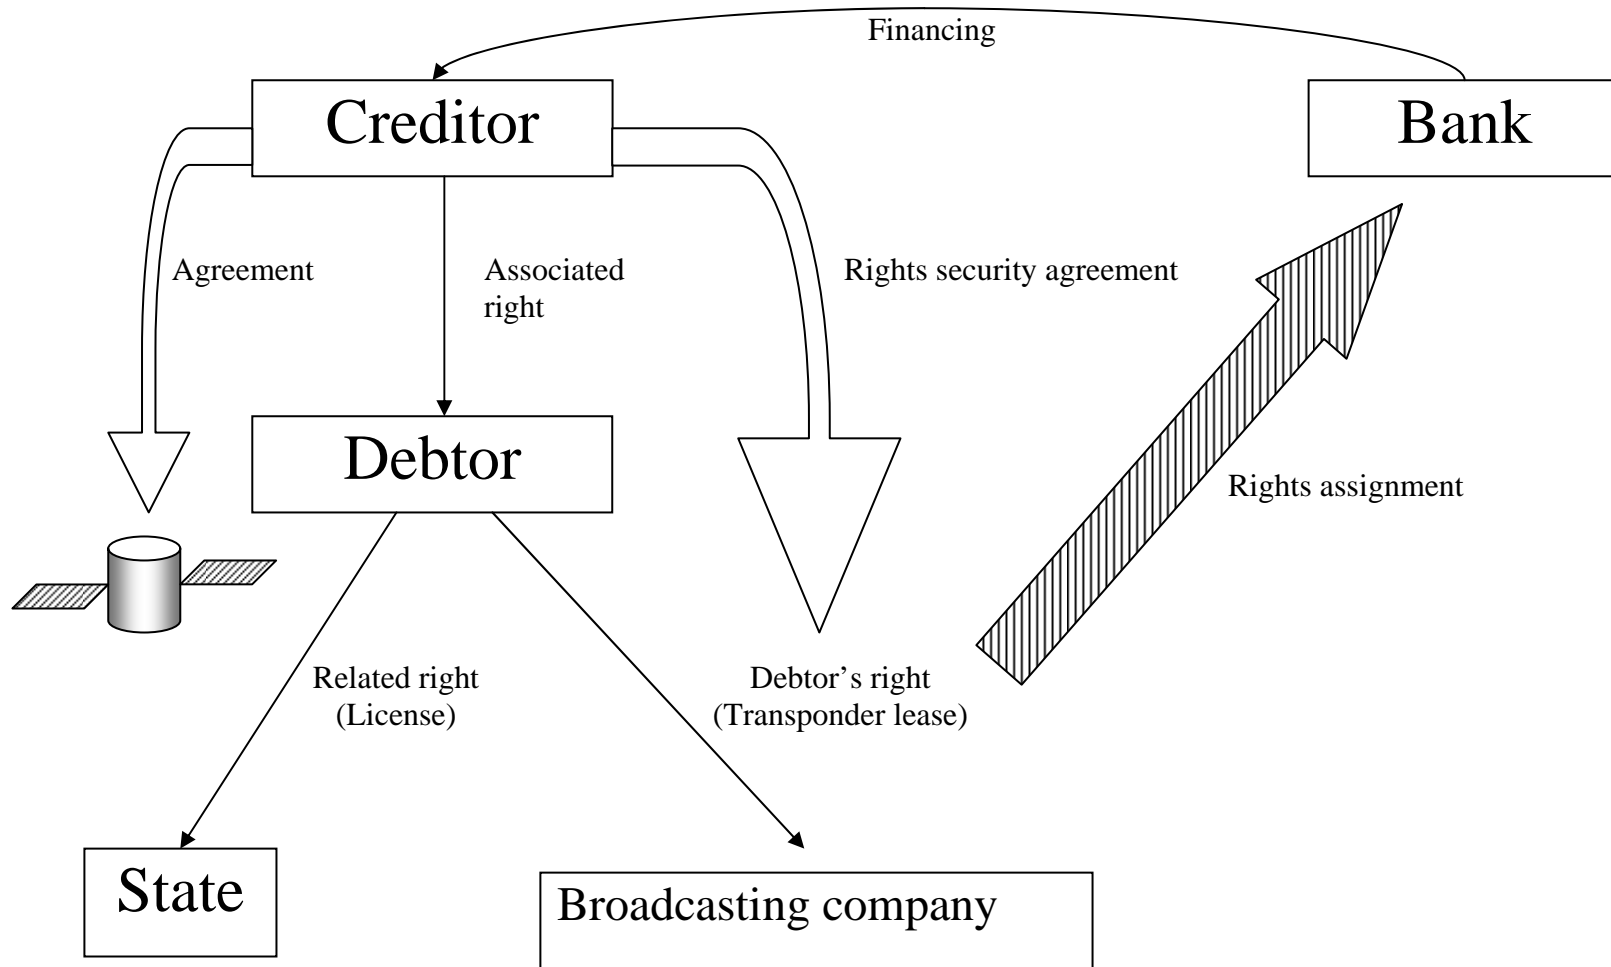 Financing
Creditor
Bank
Agreement
Associated
right
Rights security agreement
Debtor
Rights assignment
Related right
(License)
Debtor’s right
(Transponder lease)
State
Broadcasting company